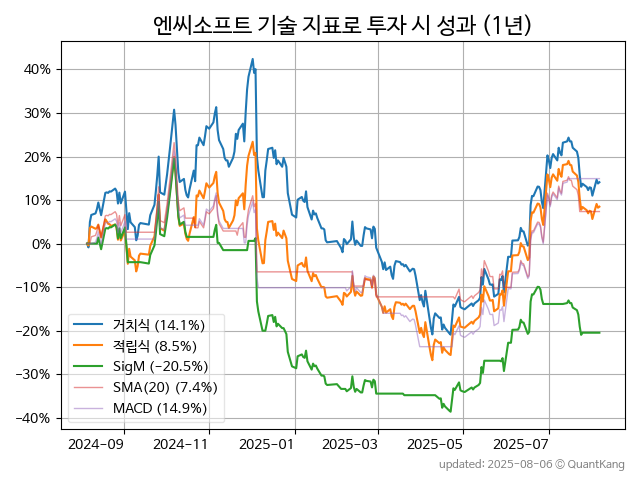 엔씨소프트 기술 지표로 투자 시 성과 (1년)
40%
30%
20%
10%
0%
−10%
−20%
−30%
−40%
거치식 (14.1%)
적립식 (8.5%)
SigM (−20.5%)
SMA(20) (7.4%)
MACD (14.9%)
2024-09
2024-11
2025-01
2025-03
2025-05
2025-07
updated: 2025-08-06 © QuantKang